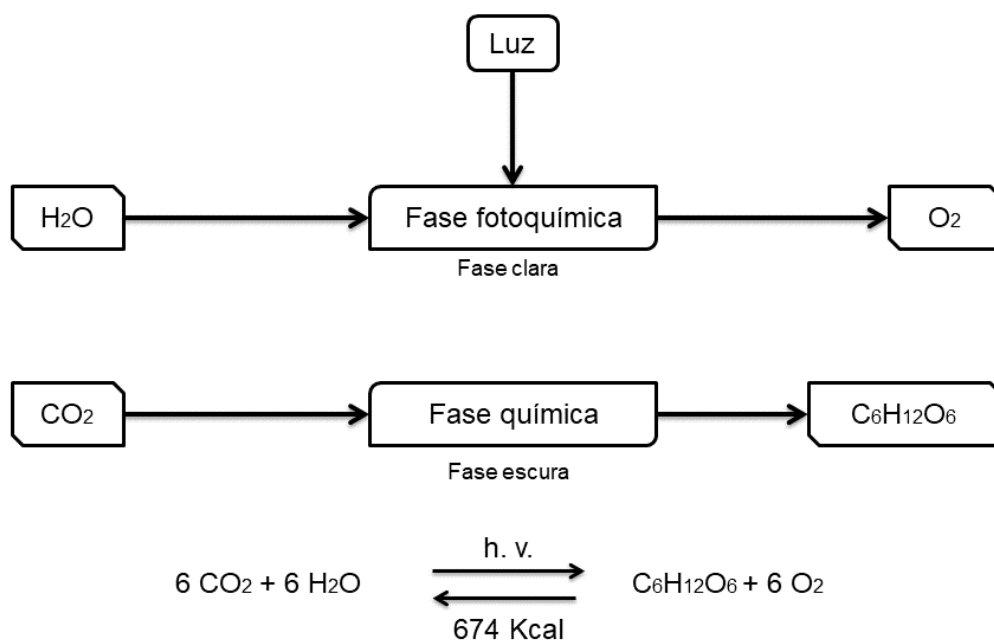 Luz
H₂O Fase fotoquímica O₂
Fase clara
CO₂ Fase química C₆H₁₂O₆
Fase escura
h. v.
6 CO₂ + 6 H₂O C₆H₁₂O₆ + 6 O₂
674 Kcal